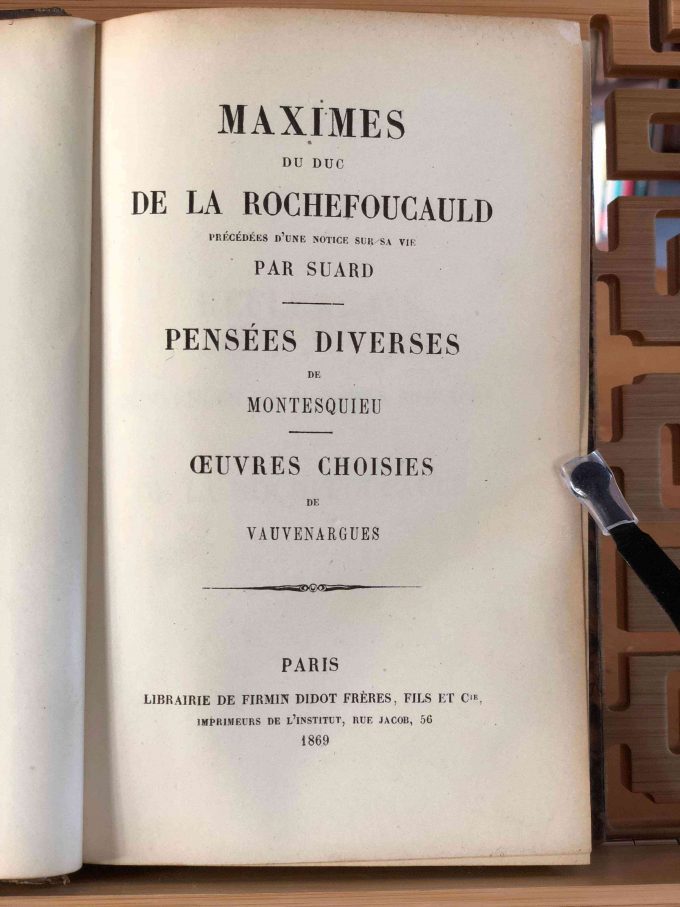 MAXIMES
DU DUC
DE LA ROCHEFOUCAULD
PRÉCÉDÉES D'UNE NOTICE SUR SA VIE
PAR SUARD
PENSÉES DIVERSES
DE
MONTESQUIEU
ŒUVRES CHOISIES
DE
VAUVENARGUES
PARIS
LIBRAIRIE DE FIRMIN DIDOT FRÈRES, FILS ET Cie,
IMPRIMEURS DE L'INSTITUT, RUE JACOB, 56
1869